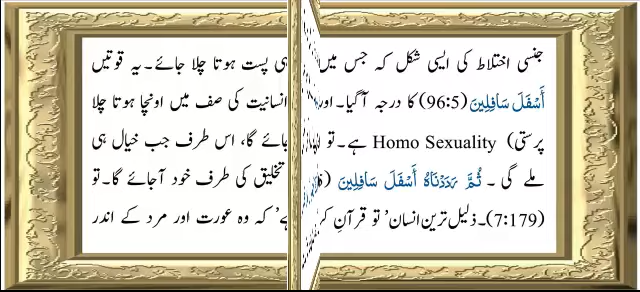 جنسی اختلاط کی ایسی شکل کہ جس میں ہی پست ہوتا چلا جائے۔ یہ قوتیں
أَسْفَلَ سَافِلِينَ (96:5) کا درجہ آگیا۔ اور انسانیت کی صف میں اونچا ہوتا چلا
پرستی) Homo Sexuality ہے۔ تو جائے گا، اس طرف جب خیال ہی
ملے گی ۔ ثُمَّ رَدَدْنَاهُ أَسْفَلَ سَافِلِينَ تخلیق کی طرف خود آجائے گا۔ تو
(7:179)۔ ذلیل ترین انسان' تو قرآنِ ہے' کہ وہ عورت اور مرد کے اندر